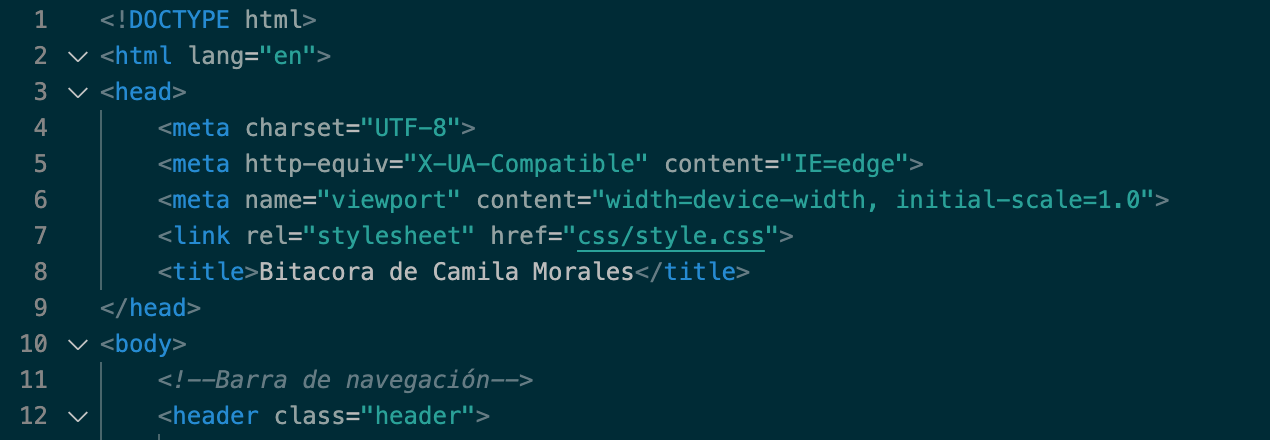 1 <!DOCTYPE html>
2 <html lang="en">
3 <head>
4 <meta charset="UTF-8">
5 <meta http-equiv="X-UA-Compatible" content="IE=edge">
6 <meta name="viewport" content="width=device-width, initial-scale=1.0">
7 <link rel="stylesheet" href="css/style.css">
8 <title>Bitacora de Camila Morales</title>
9 </head>
10 <body>
11 <!--Barra de navegación-->
12 <header class="header">